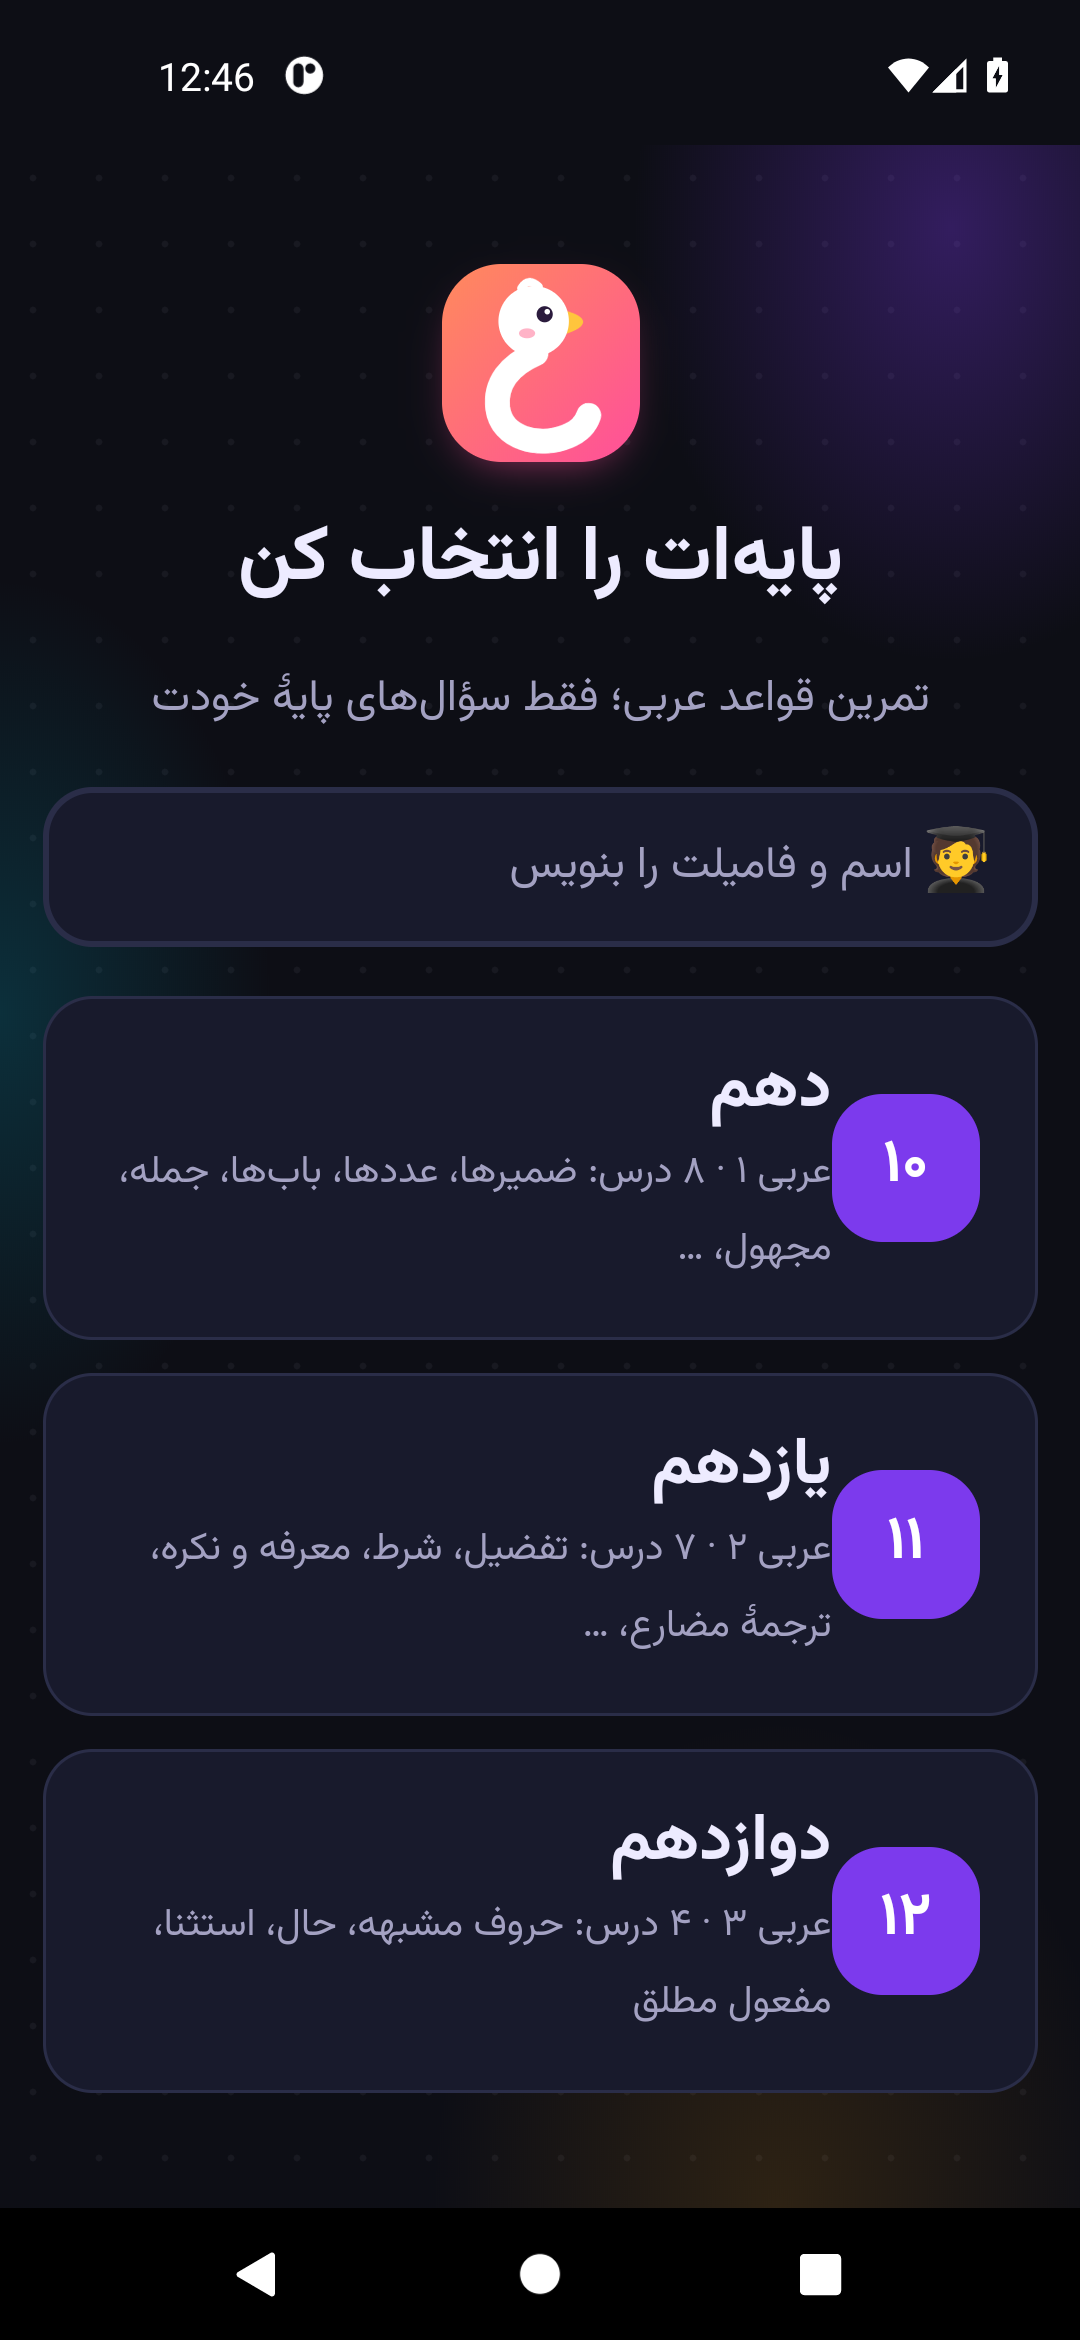 12:46
پایه‌ات را انتخاب کن
تمرین قواعد عربی؛ فقط سؤال‌های پایهٔ خودت
اسم و فامیلت را بنویس
۱۰
دهم
عربی ۱ · ۸ درس: ضمیرها، عددها، باب‌ها، جمله،
مجهول، ...
۱۱
یازدهم
عربی ۲ · ۷ درس: تفضیل، شرط، معرفه و نکره،
ترجمهٔ مضارع، ...
۱۲
دوازدهم
عربی ۳ · ۴ درس: حروف مشبهه، حال، استثنا،
مفعول مطلق